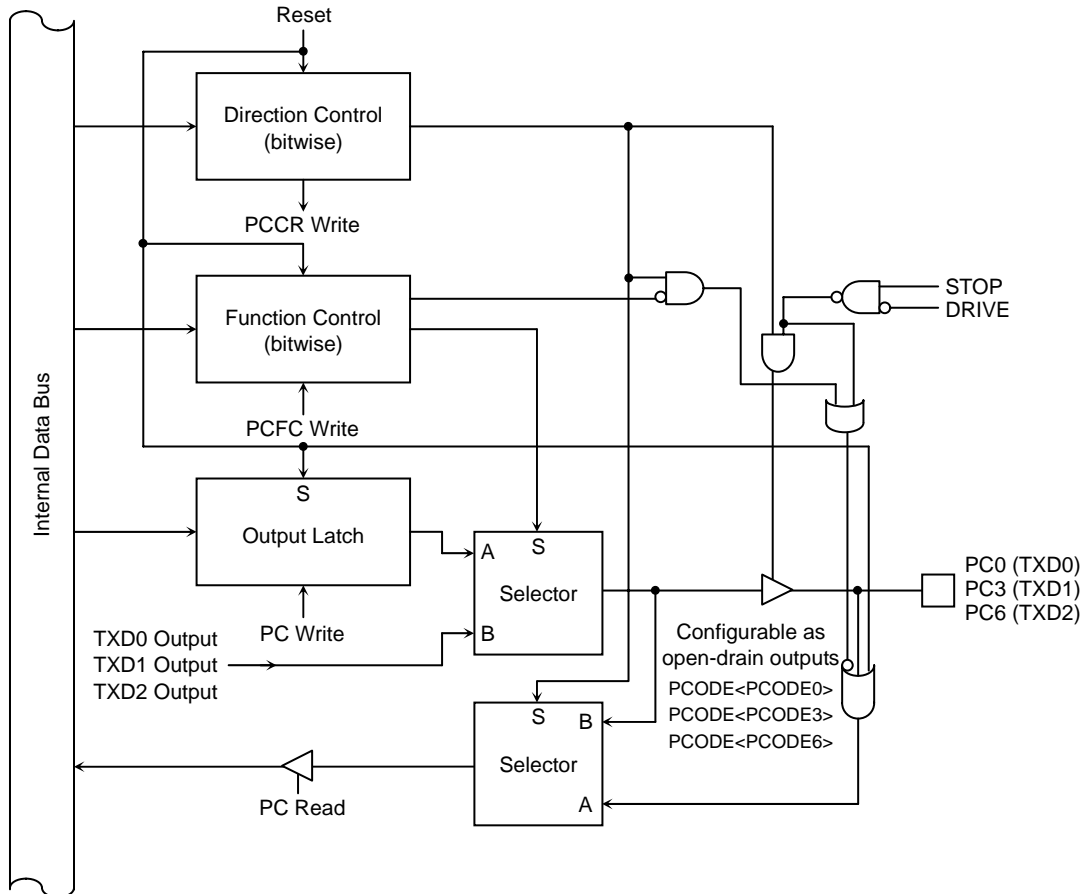 Reset
Direction Control
(bitwise)
PCCR Write
Function Control
(bitwise)
STOP
DRIVE
PCFC Write
Internal Data Bus
S
Output Latch
A
S
Selector
B
PC Write
TXD0 Output
TXD1 Output
TXD2 Output
PC0 (TXD0)
PC3 (TXD1)
PC6 (TXD2)
Configurable as
open-drain outputs
PCODE<PCODE0>
PCODE<PCODE3>
PCODE<PCODE6>
S
B
Selector
A
PC Read